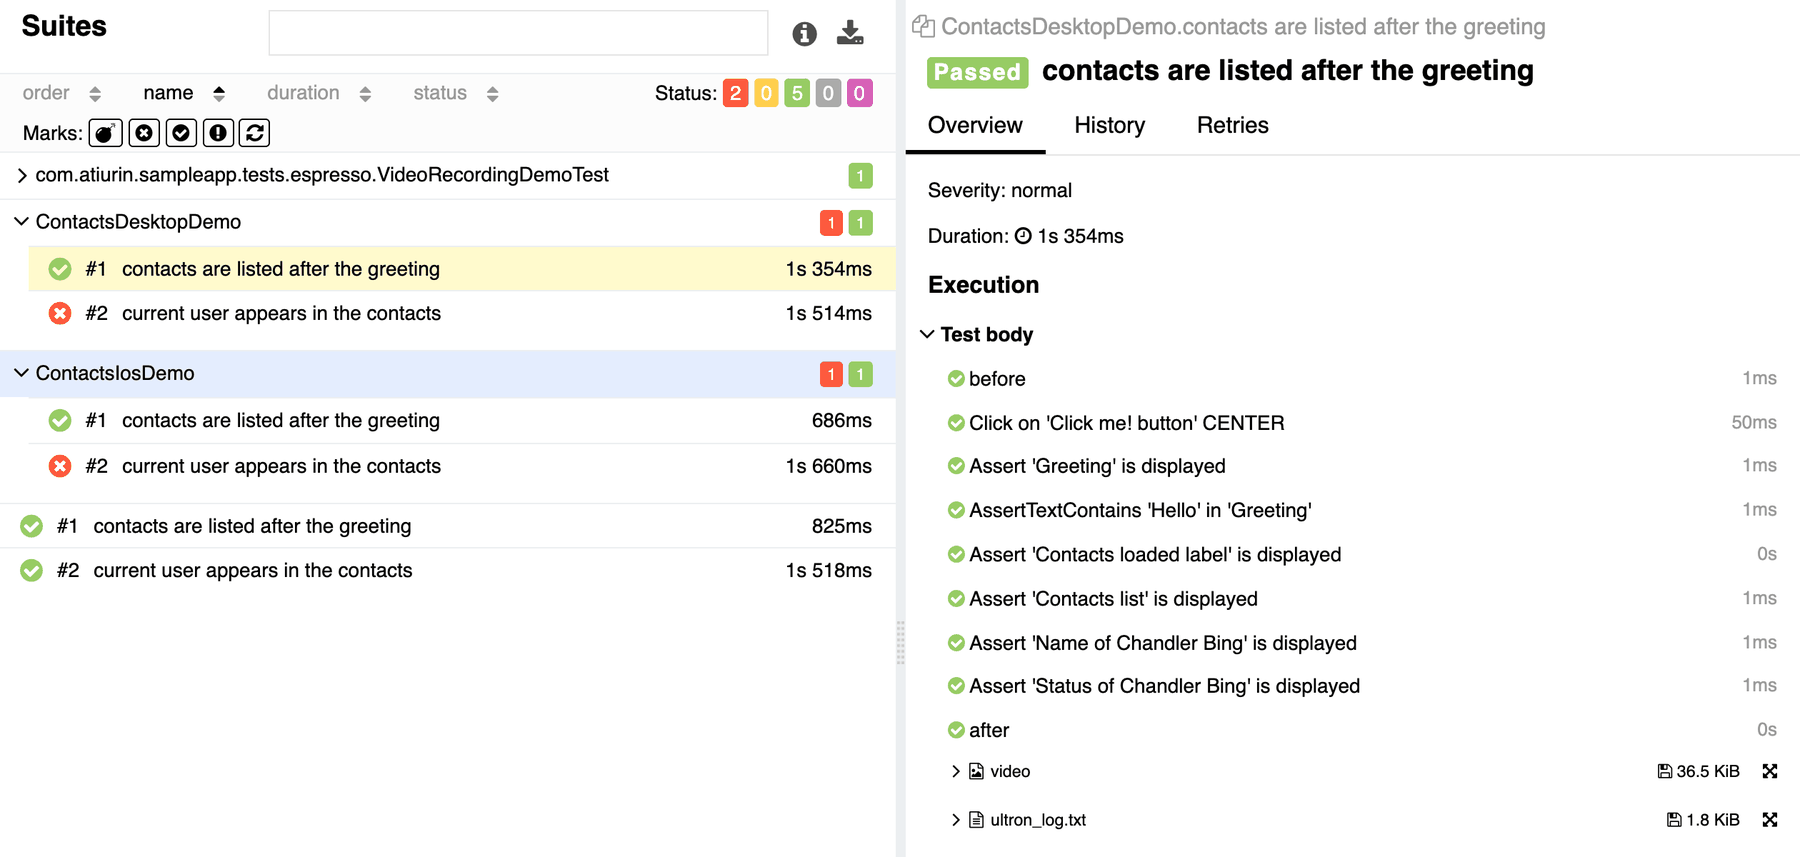 Suites
order name duration status Status: 2 0 5 0 0
Marks:
com.atiurin.sampleapp.tests.espresso.VideoRecordingDemoTest 1
ContactsDesktopDemo 1 1
#1 contacts are listed after the greeting 1s 354ms
#2 current user appears in the contacts 1s 514ms
ContactsIosDemo 1 1
#1 contacts are listed after the greeting 686ms
#2 current user appears in the contacts 1s 660ms
#1 contacts are listed after the greeting 825ms
#2 current user appears in the contacts 1s 518ms
ContactsDesktopDemo.contacts are listed after the greeting
Passed contacts are listed after the greeting
Overview History Retries
Severity: normal
Duration: 1s 354ms
Execution
Test body
before 1ms
Click on 'Click me! button' CENTER 50ms
Assert 'Greeting' is displayed 1ms
AssertTextContains 'Hello' in 'Greeting' 1ms
Assert 'Contacts loaded label' is displayed 0s
Assert 'Contacts list' is displayed 1ms
Assert 'Name of Chandler Bing' is displayed 1ms
Assert 'Status of Chandler Bing' is displayed 1ms
after 0s
video 36.5 KiB
ultron_log.txt 1.8 KiB